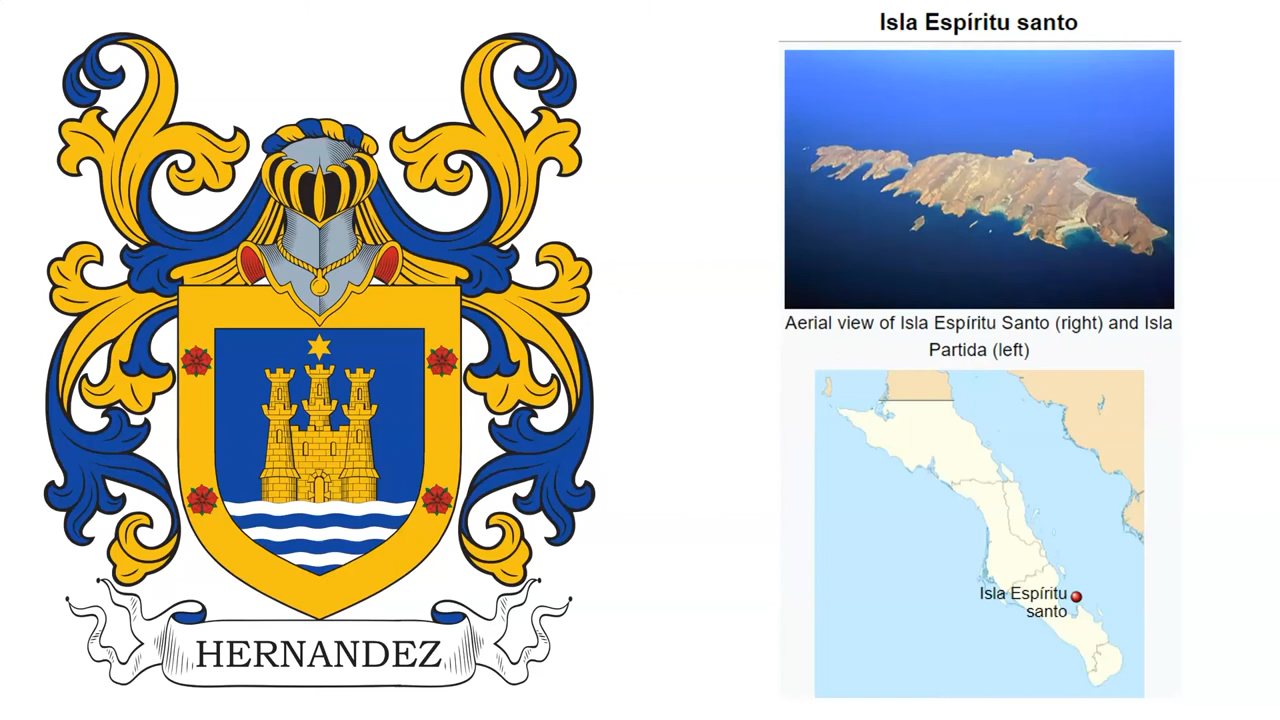 HERNANDEZ
Isla Espíritu santo
Aerial view of Isla Espíritu Santo (right) and Isla
Partida (left)
Isla Espíritu
santo